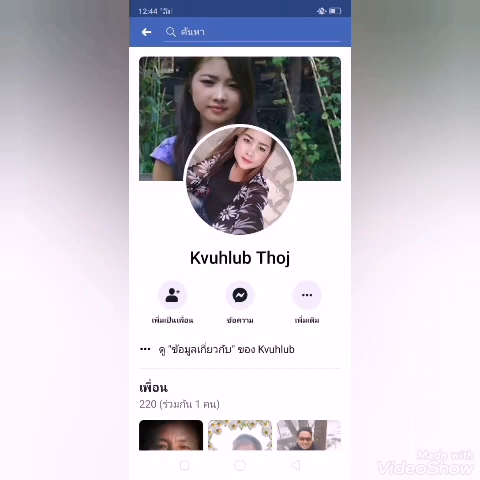 12:44
ค้นหา
Kvuhlub Thoj
เพิ่มเป็นเพื่อน
ข้อความ
เพิ่มเติม
ดู "ข้อมูลเกี่ยวกับ" ของ Kvuhlub
เพื่อน
220 (ร่วมกัน 1 คน)
Made with
VideoShow